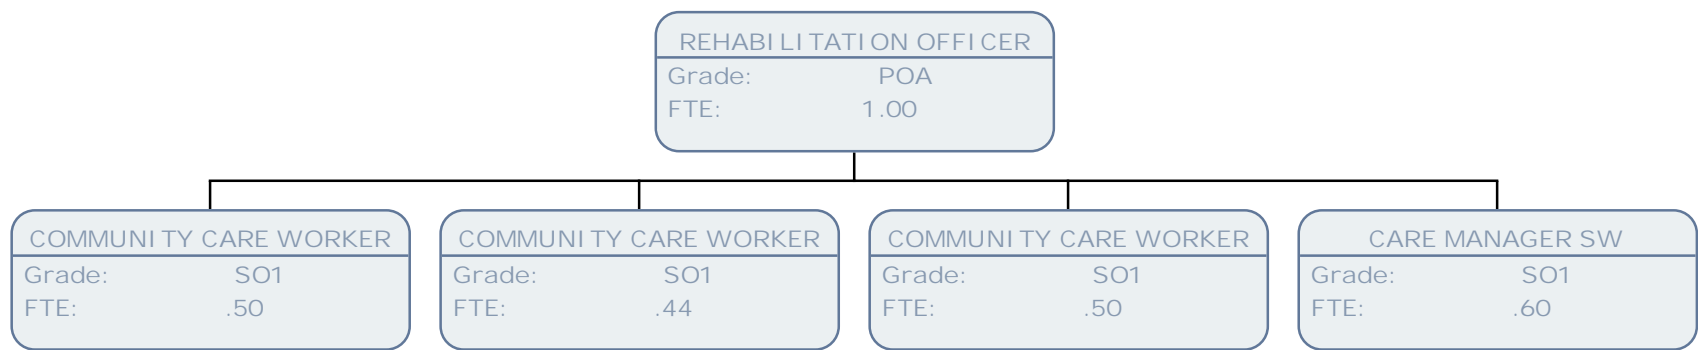 REHABILITATION OFFICER
Grade: POA
FTE: 1.00
COMMUNITY CARE WORKER
Grade: SO1
FTE: .50
COMMUNITY CARE WORKER
Grade: SO1
FTE: .44
COMMUNITY CARE WORKER
Grade: SO1
FTE: .50
CARE MANAGER SW
Grade: SO1
FTE: .60